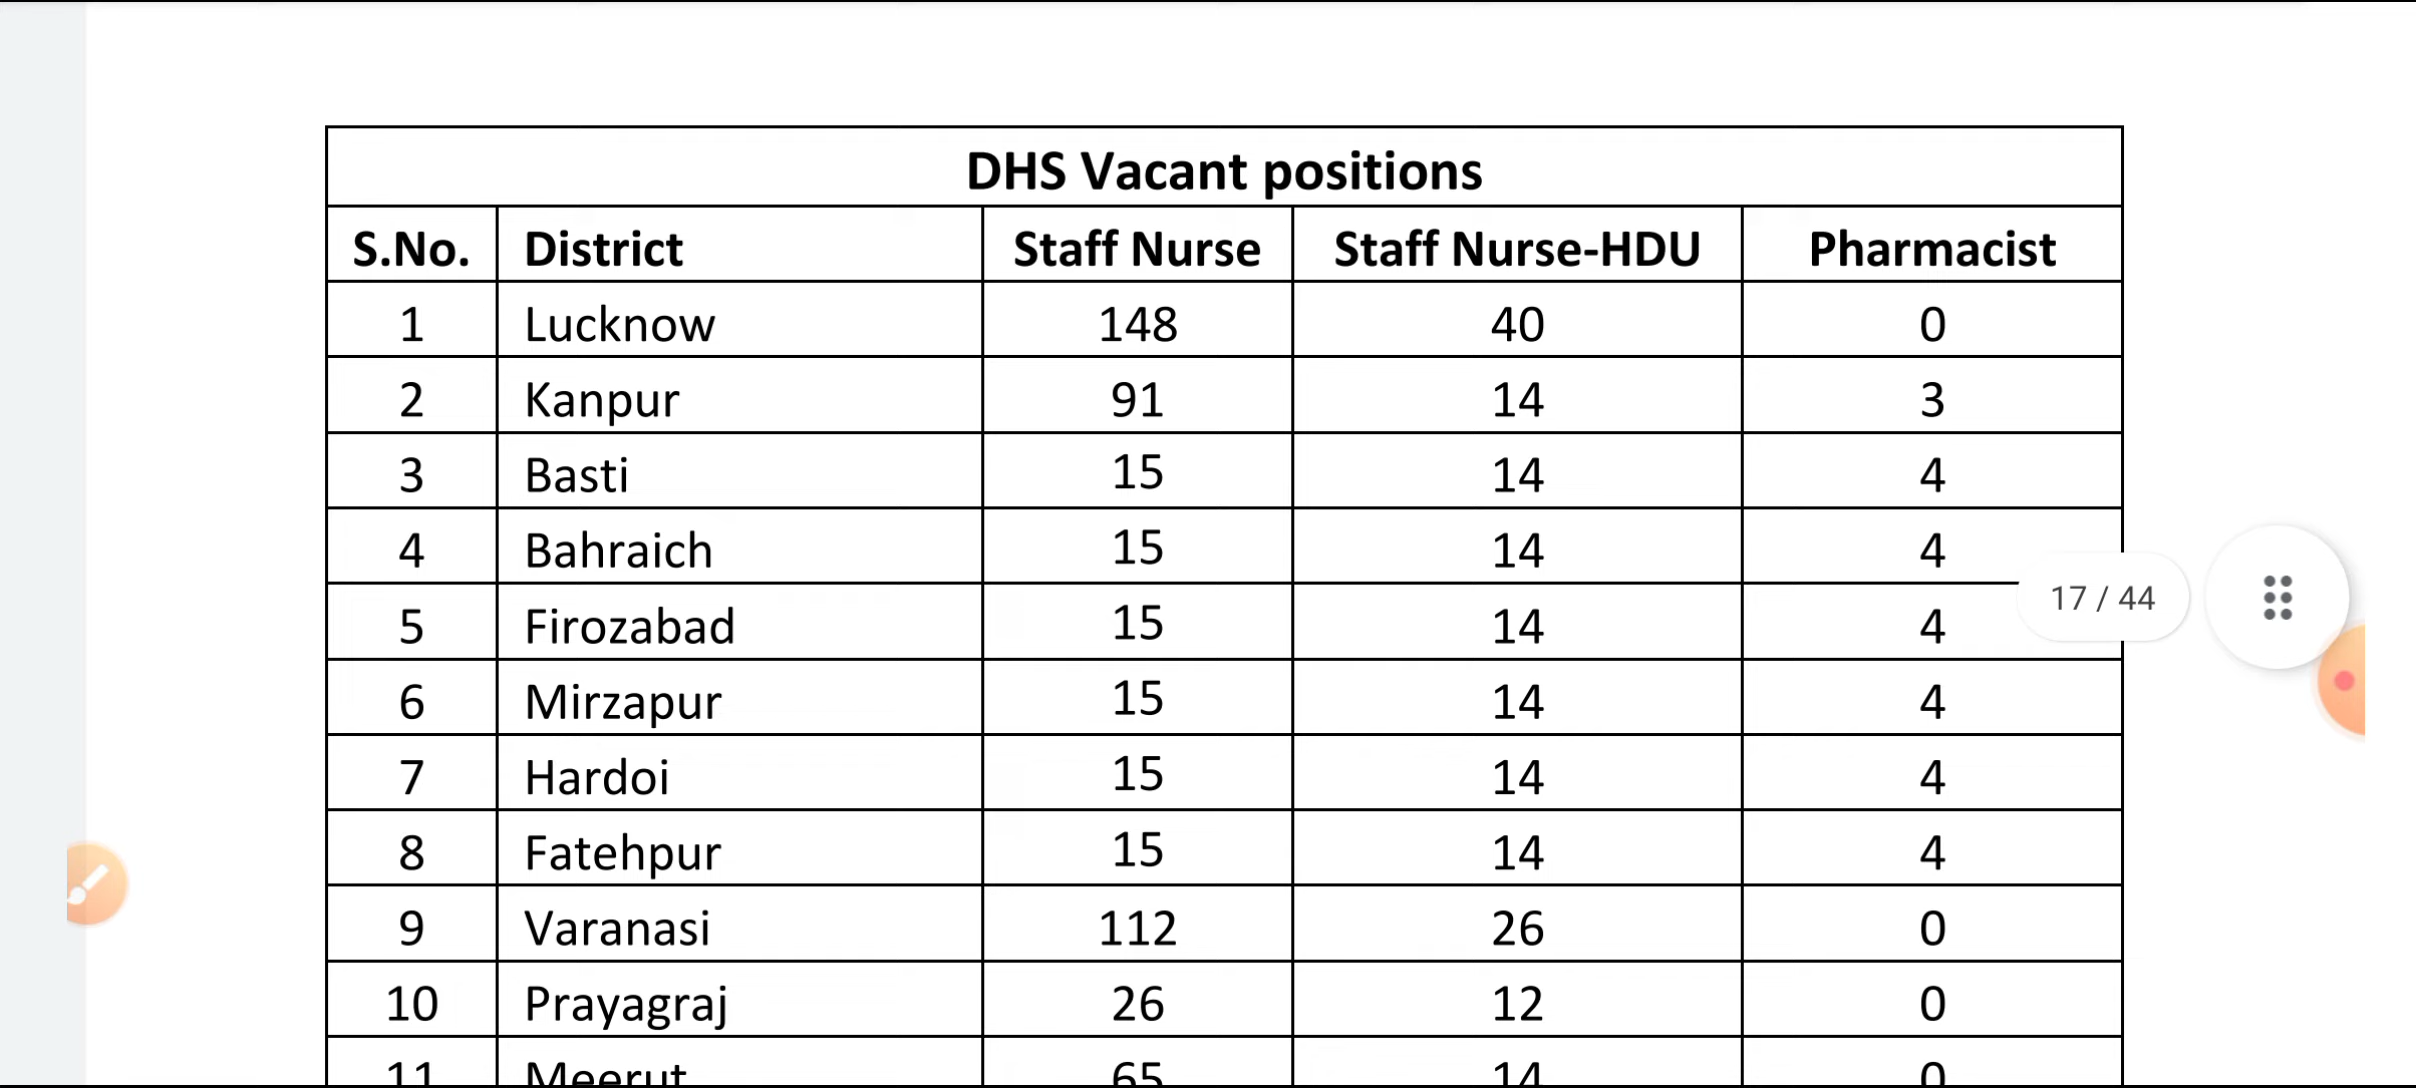 DHS Vacant positions
S.No. District Staff Nurse Staff Nurse-HDU Pharmacist
1 Lucknow 148 40 0
2 Kanpur 91 14 3
3 Basti 15 14 4
4 Bahraich 15 14 4
5 Firozabad 15 14 4
17 / 44
6 Mirzapur 15 14 4
7 Hardoi 15 14 4
8 Fatehpur 15 14 4
9 Varanasi 112 26 0
10 Prayagraj 26 12 0
11 Meerut 65 14 0